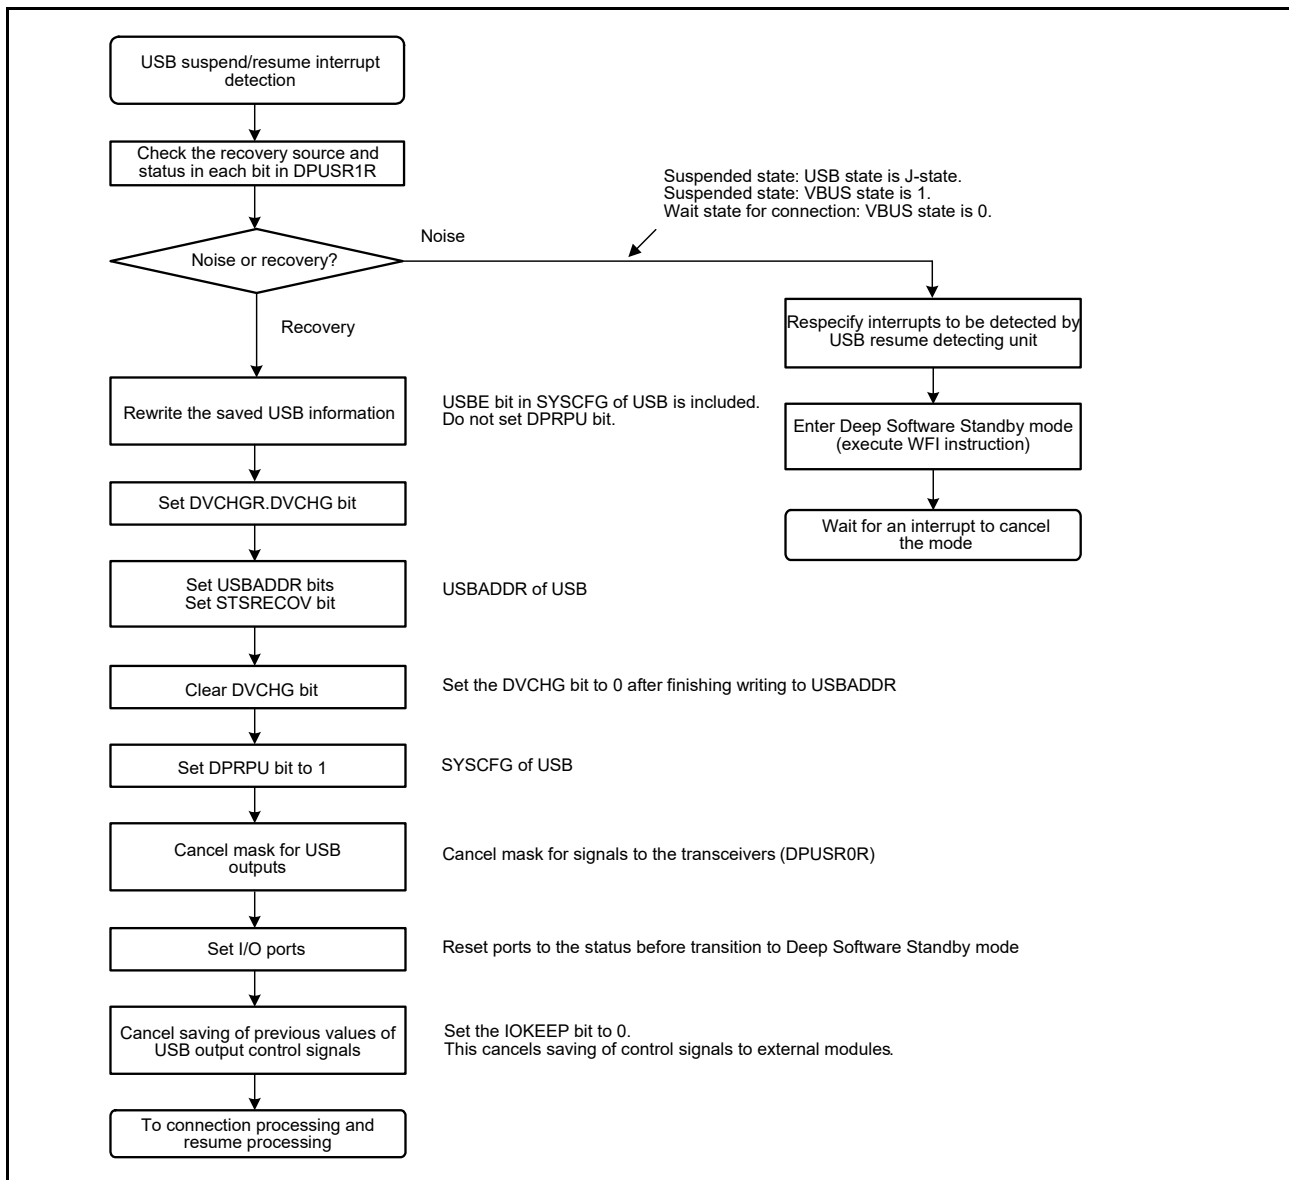 USB suspend/resume interrupt
detection
Check the recovery source and
status in each bit in DPUSR1R
Suspended state: USB state is J-state.
Suspended state: VBUS state is 1.
Wait state for connection: VBUS state is 0.
Noise or recovery?
Noise
Recovery
Respecify interrupts to be detected by
USB resume detecting unit
Enter Deep Software Standby mode
(execute WFI instruction)
Wait for an interrupt to cancel
the mode
Rewrite the saved USB information
USBE bit in SYSCFG of USB is included.
Do not set DPRPU bit.
Set DVCHGR.DVCHG bit
Set USBADDR bits
Set STSRECOV bit
USBADDR of USB
Clear DVCHG bit
Set the DVCHG bit to 0 after finishing writing to USBADDR
Set DPRPU bit to 1
SYSCFG of USB
Cancel mask for USB
outputs
Cancel mask for signals to the transceivers (DPUSR0R)
Set I/O ports
Reset ports to the status before transition to Deep Software Standby mode
Cancel saving of previous values of
USB output control signals
Set the IOKEEP bit to 0.
This cancels saving of control signals to external modules.
To connection processing and
resume processing